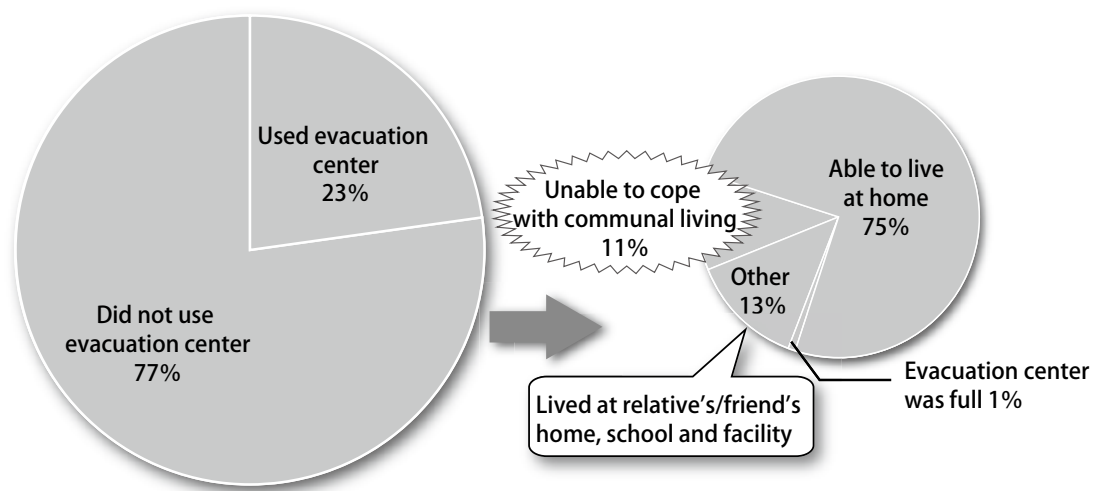 Used evacuation
center
23%
Did not use
evacuation center
77%
Unable to cope
with communal living
11%
Able to live
at home
75%
Other
13%
Evacuation center
was full 1%
Lived at relative's/friend's
home, school and facility